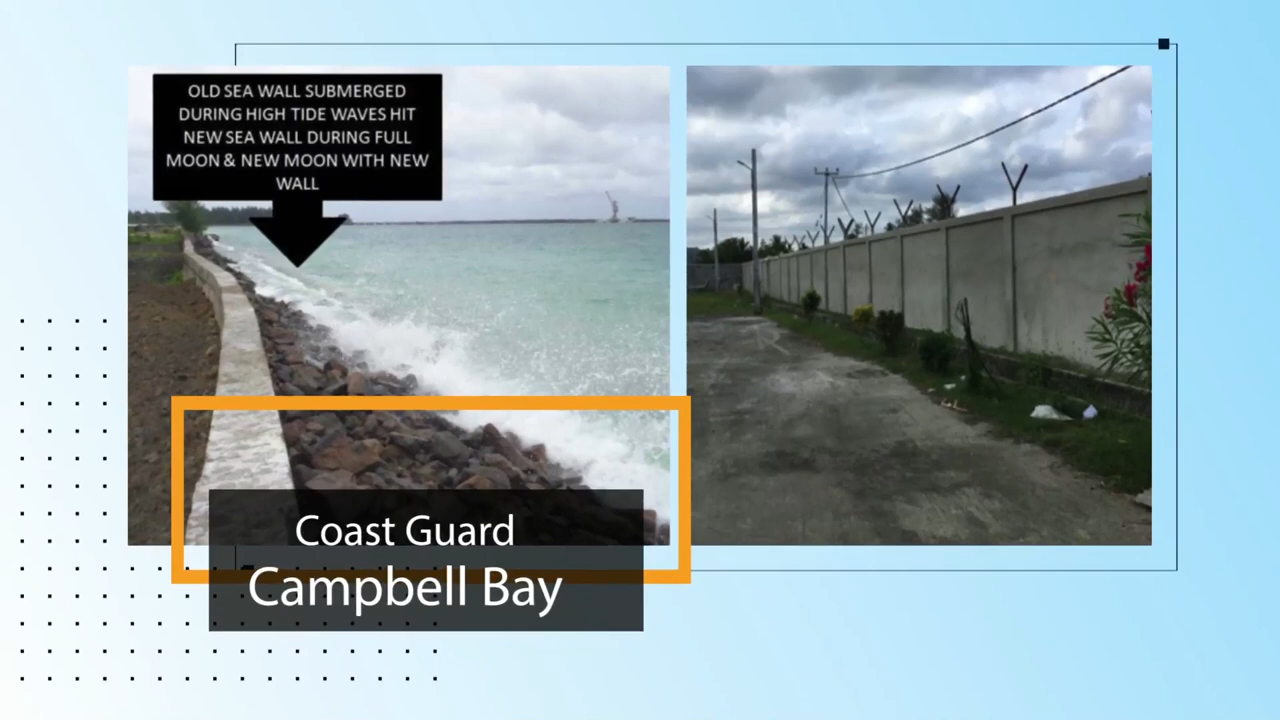 OLD SEA WALL SUBMERGED
DURING HIGH TIDE WAVES HIT
NEW SEA WALL DURING FULL
MOON & NEW MOON WITH NEW
WALL
Coast Guard
Campbell Bay